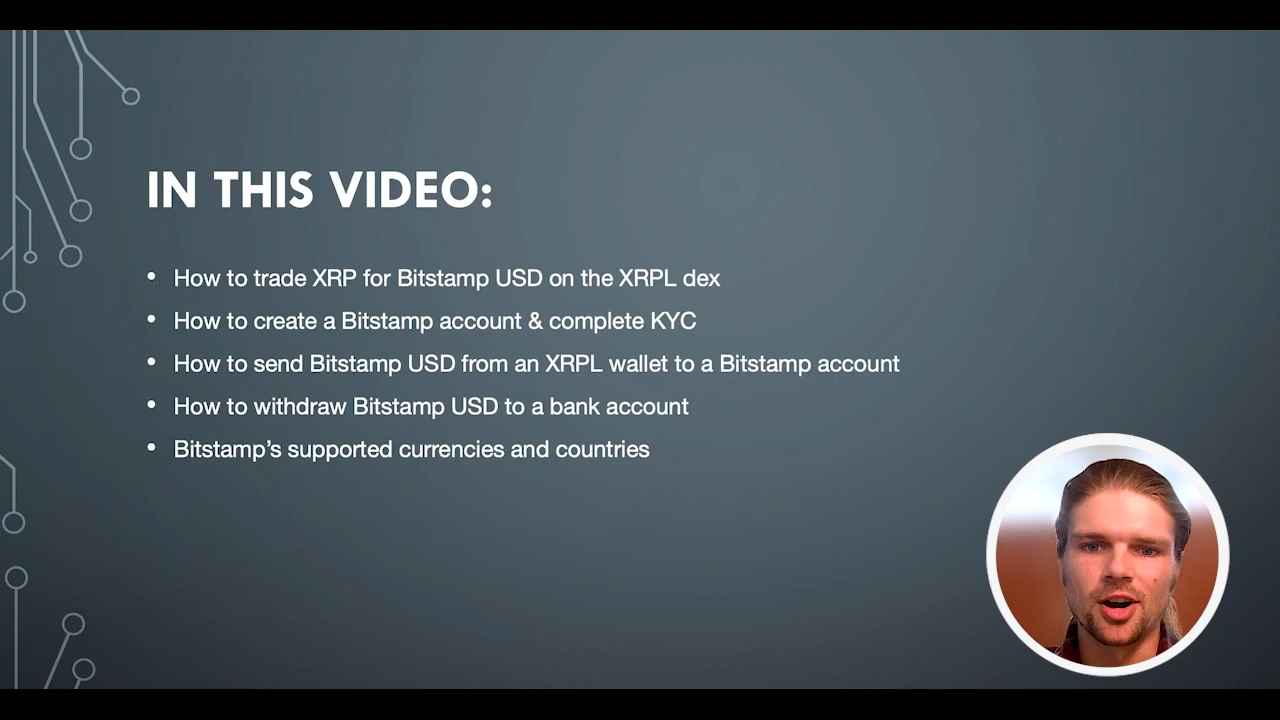 IN THIS VIDEO:
• How to trade XRP for Bitstamp USD on the XRPL dex
• How to create a Bitstamp account & complete KYC
• How to send Bitstamp USD from an XRPL wallet to a Bitstamp account
• How to withdraw Bitstamp USD to a bank account
• Bitstamp’s supported currencies and countries